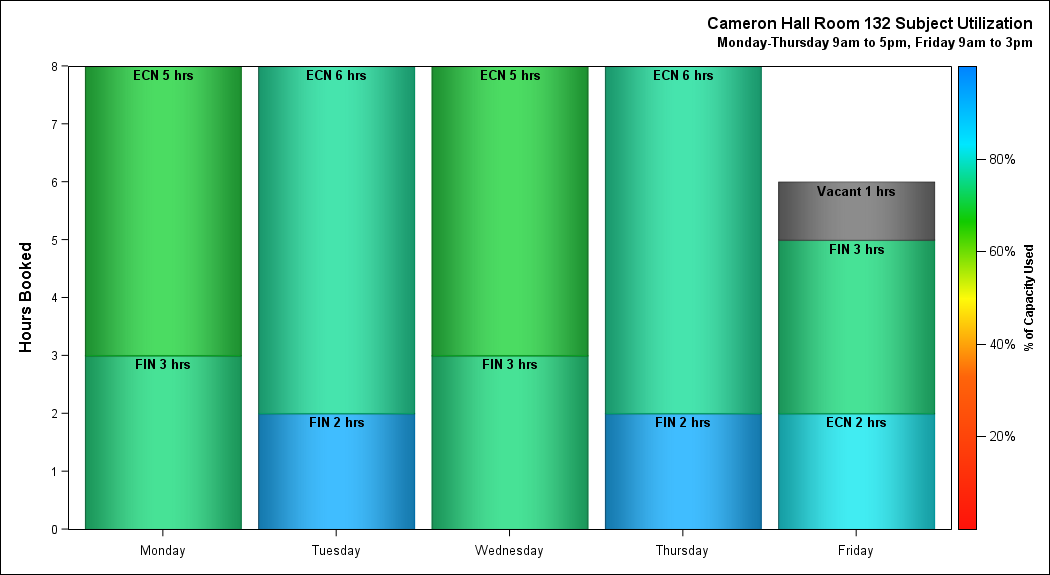 Cameron Hall Room 132 Subject Utilization
Monday-Thursday 9am to 5pm, Friday 9am to 3pm
Hours Booked
8
7
6
5
4
3
2
1
0
ECN 5 hrs
FIN 3 hrs
ECN 6 hrs
FIN 2 hrs
ECN 5 hrs
FIN 3 hrs
ECN 6 hrs
FIN 2 hrs
Vacant 1 hrs
FIN 3 hrs
ECN 2 hrs
Monday
Tuesday
Wednesday
Thursday
Friday
80%
60%
40%
20%
% of Capacity Used